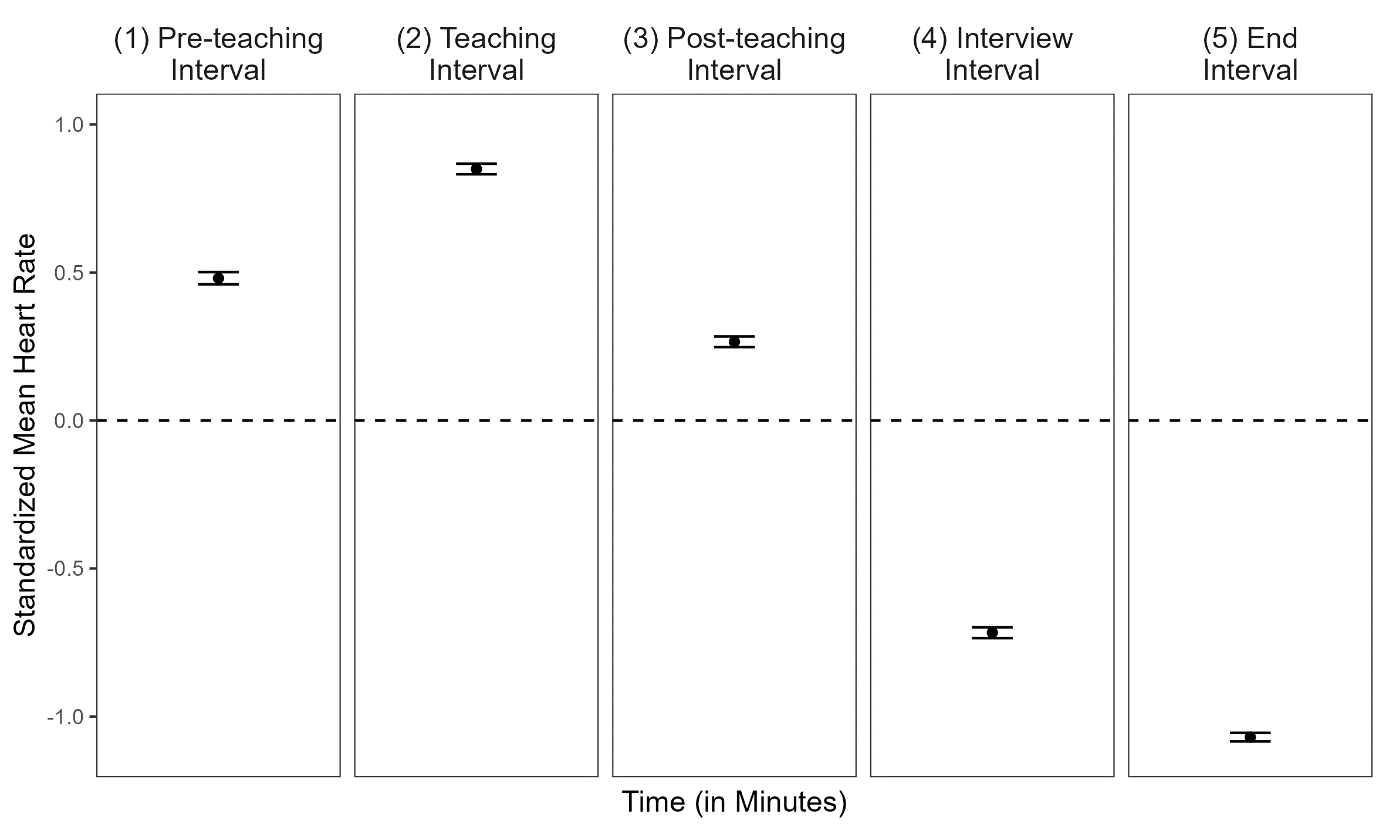 (1) Pre-teaching
Interval
(2) Teaching
Interval
(3) Post-teaching
Interval
(4) Interview
Interval
(5) End
Interval
Standardized Mean Heart Rate
1.0
0.5
0.0
-0.5
-1.0
Time (in Minutes)